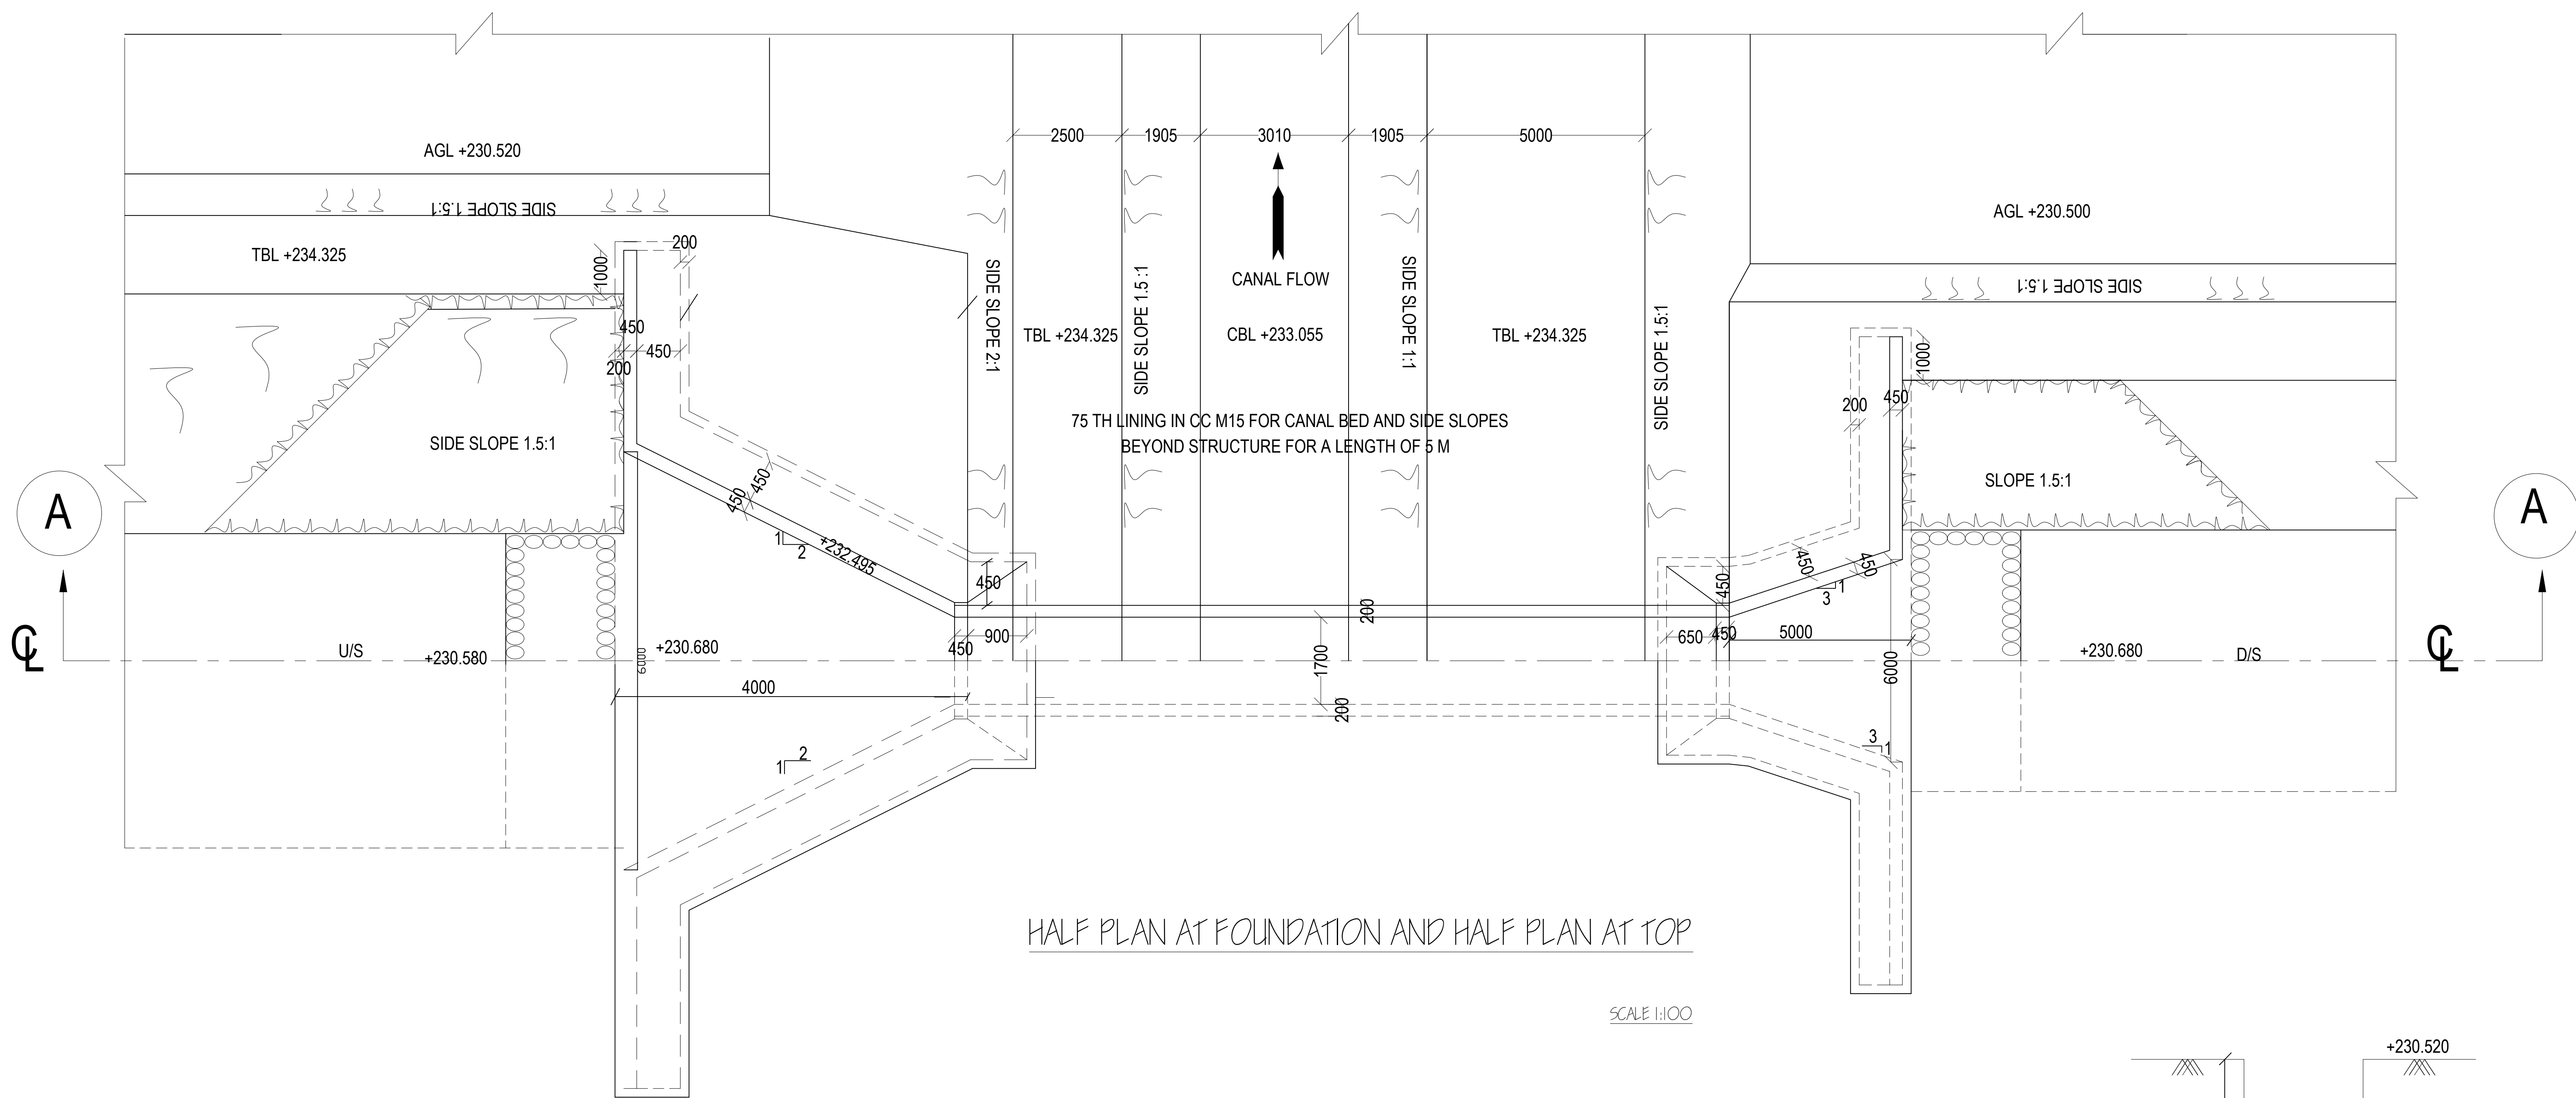 2500
1905
3010
1905
5000
AGL +230.520
SIDE SLOPE 1.5:1
TBL +234.325
1000
200
AGL +230.500
SIDE SLOPE 1.5:1
CANAL FLOW
SIDE SLOPE 2:1
TBL +234.325
SIDE SLOPE 1.5:1
CBL +233.055
SIDE SLOPE 1:1
TBL +234.325
SIDE SLOPE 1.5:1
450
450
200
1000
200
450
75 TH LINING IN CC M15 FOR CANAL BED AND SIDE SLOPES
BEYOND STRUCTURE FOR A LENGTH OF 5 M
SIDE SLOPE 1.5:1
SLOPE 1.5:1
A
A
450
450
1
2
+232.495
450
450
450
450
3
1
200
900
450
650
450
5000
1700
CL
U/S
+230.580
6000
+230.680
+230.680
D/S
CL
4000
6000
200
1
2
3
1
HALF PLAN AT FOUNDATION AND HALF PLAN AT TOP
SCALE 1:100
+230.520